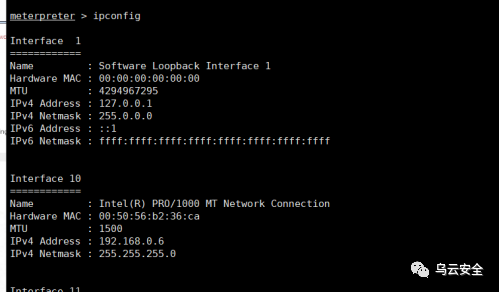 meterpreter > ipconfig
Interface  1
============
Name         : Software Loopback Interface 1
Hardware MAC : 00:00:00:00:00:00
MTU          : 4294967295
IPv4 Address : 127.0.0.1
IPv4 Netmask : 255.0.0.0
IPv6 Address : ::1
IPv6 Netmask : ffff:ffff:ffff:ffff:ffff:ffff:ffff:ffff
Interface 10
============
Name         : Intel(R) PRO/1000 MT Network Connection
Hardware MAC : 00:50:56:b2:36:ca
MTU          : 1500
IPv4 Address : 192.168.0.6
IPv4 Netmask : 255.255.255.0
乌云安全
Interface 11